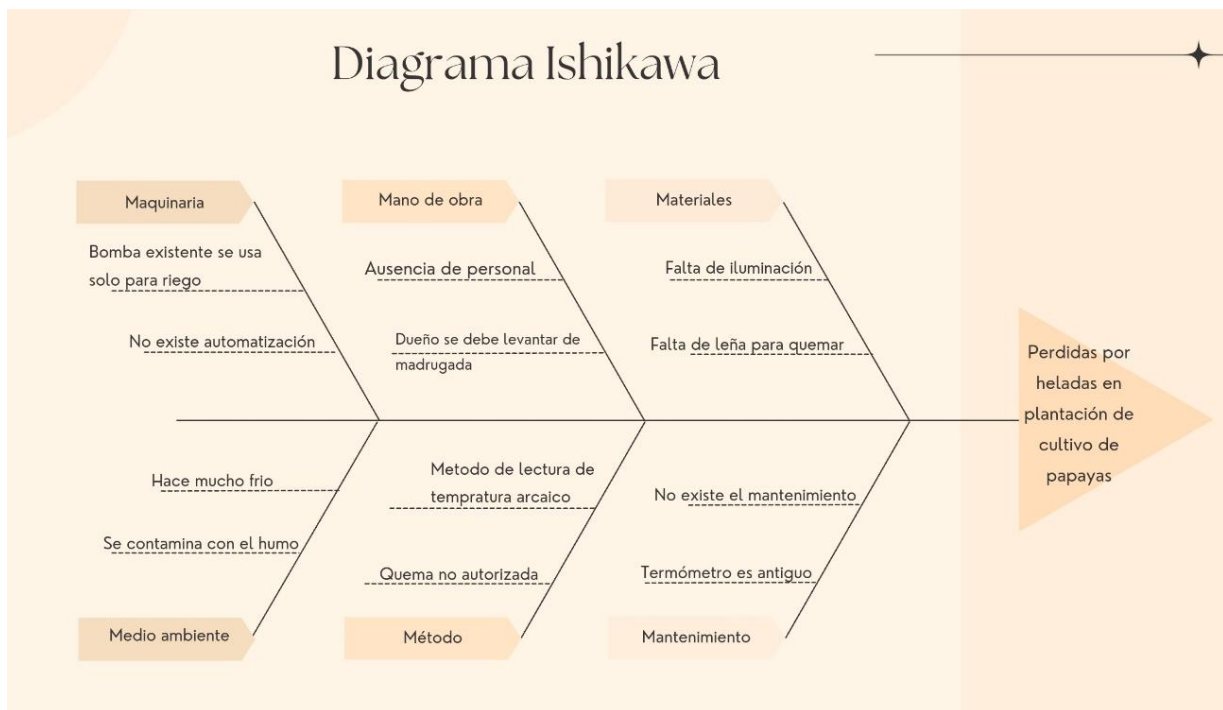 Diagrama Ishikawa
Maquinaria
Bomba existente se usa
solo para riego
No existe automatización
Mano de obra
Ausencia de personal
Dueño se debe levantar de
madrugada
Materiales
Falta de iluminación
Falta de leña para quemar
Perdidas por
heladas en
plantación de
cultivo de
papayas
Hace mucho frio
Se contamina con el humo
Medio ambiente
Metodo de lectura de
tempratura arcaico
Quema no autorizada
Método
No existe el mantenimiento
Termómetro es antiguo
Mantenimiento